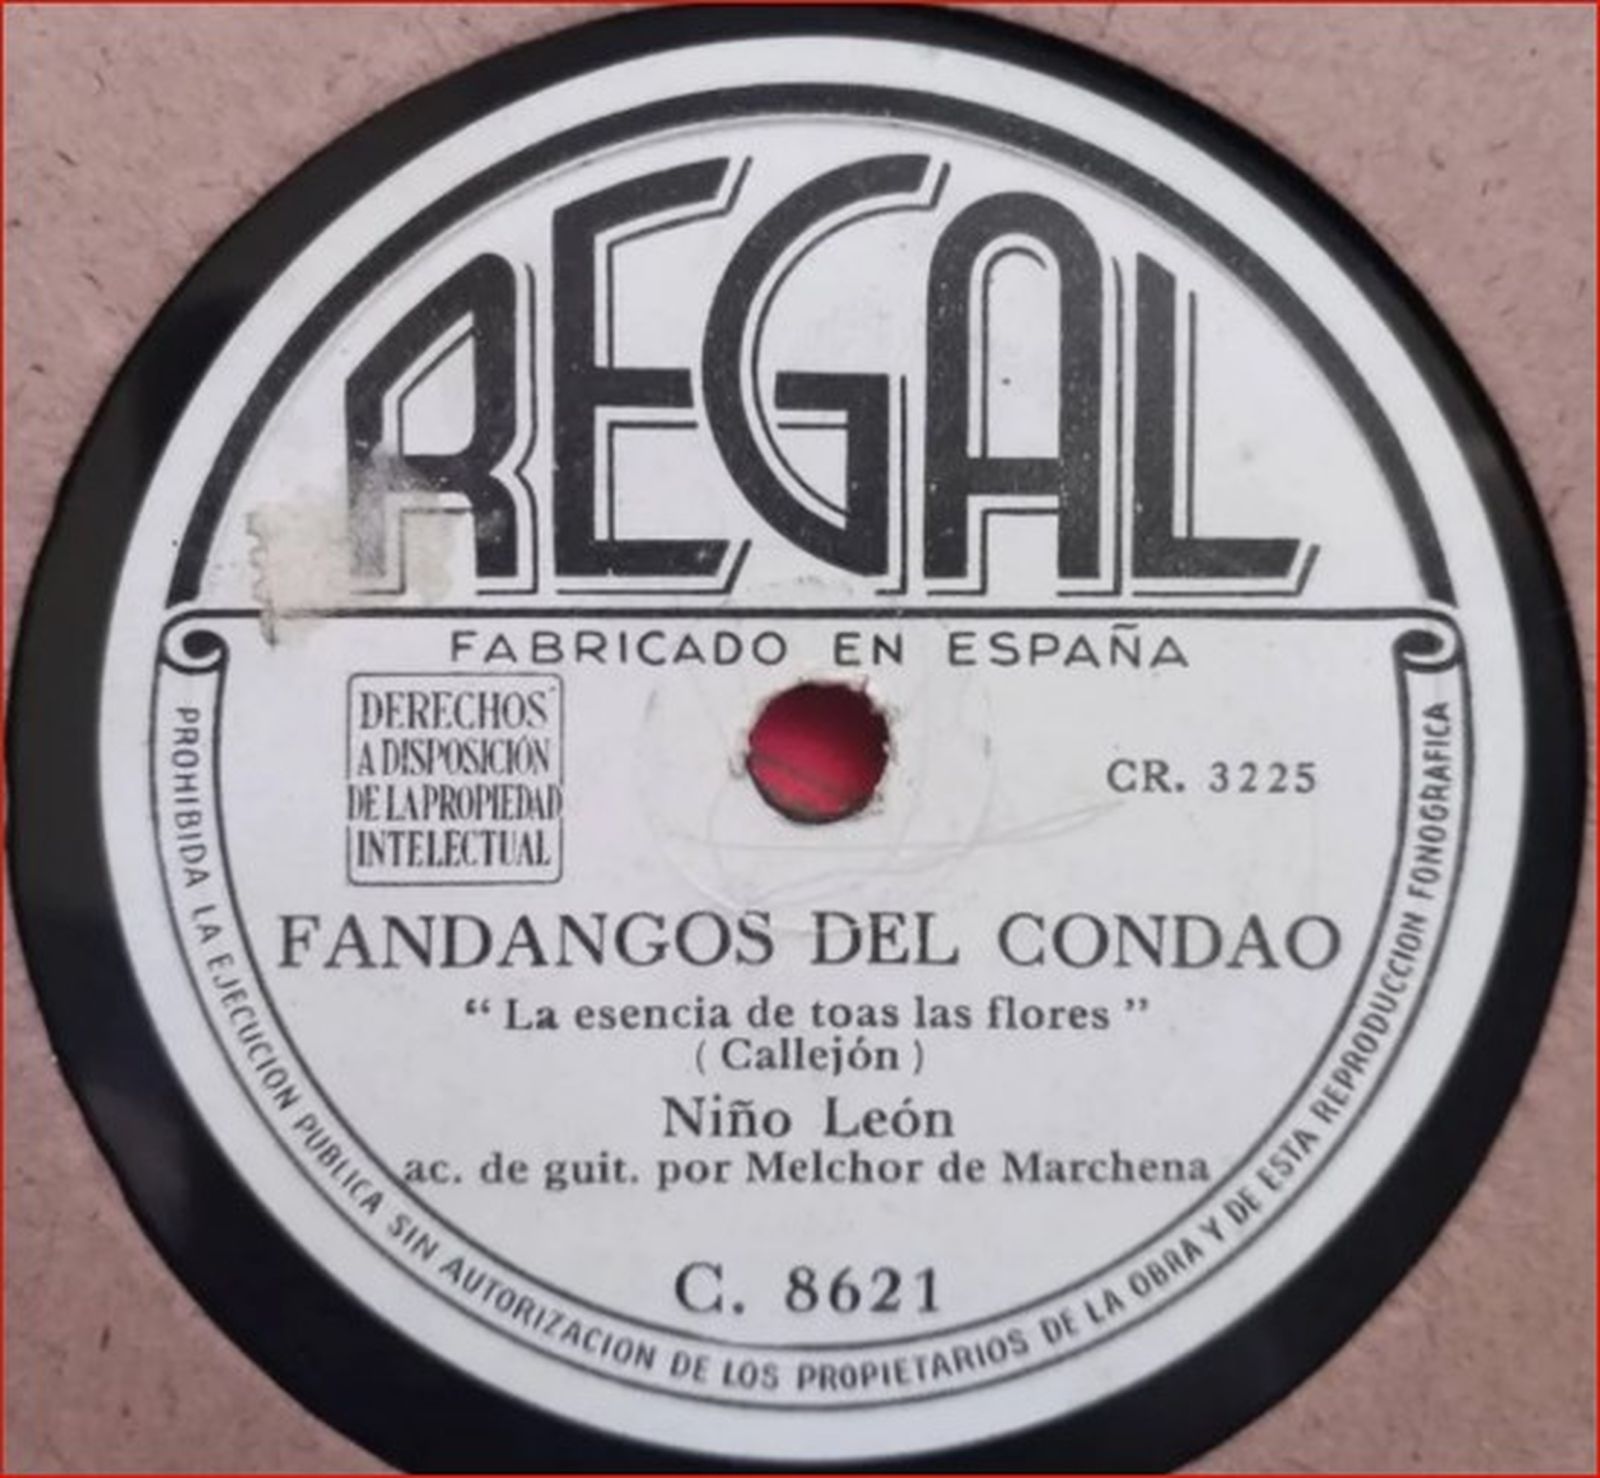 REGAL
FABRICADO EN ESPAÑA
DERECHOS
A DISPOSICIÓN
DE LA PROPIEDAD
INTELECTUAL
CR. 3225
FANDANGOS DEL CONDAO
“ La esencia de toas las flores ”
( Callejón )
Niño León
ac. de guit. por Melchor de Marchena
C. 8621
PROHIBIDA LA EJECUCION PUBLICA SIN AUTORIZACION DE LOS PROPIETARIOS DE LA OBRA Y DE ESTA REPRODUCCION FONOGRAFICA